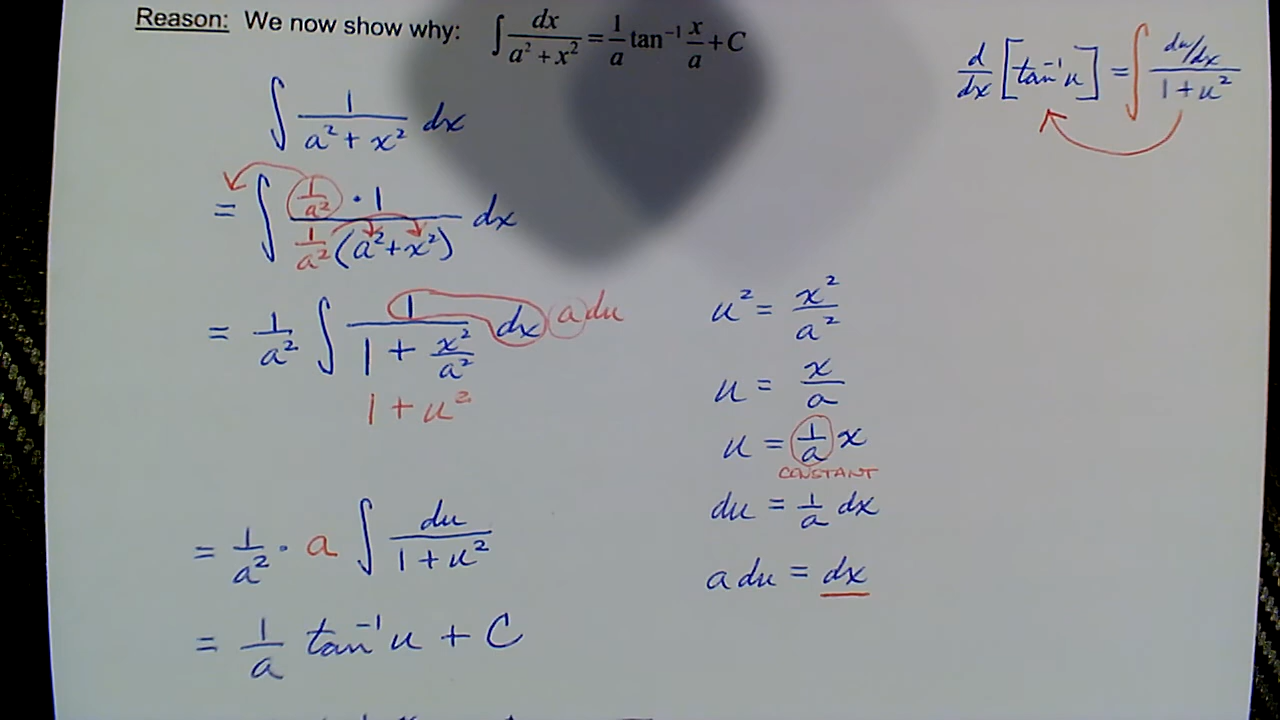 Reason: We now show why: ∫ dx/(a² + x²) = 1/a tan⁻¹ x/a + C
d/dx [tan⁻¹ u] = ∫ (du/dx)/(1 + u²)
∫ 1/(a² + x²) dx
= ∫ (1/a² · 1)/(1/a² (a² + x²)) dx
= 1/a² ∫ 1/(1 + x²/a²) dx a du
1 + u²
u² = x²/a²
u = x/a
u = 1/a x
CONSTANT
du = 1/a dx
a du = dx
= 1/a² · a ∫ du/(1 + u²)
= 1/a tan⁻¹ u + C